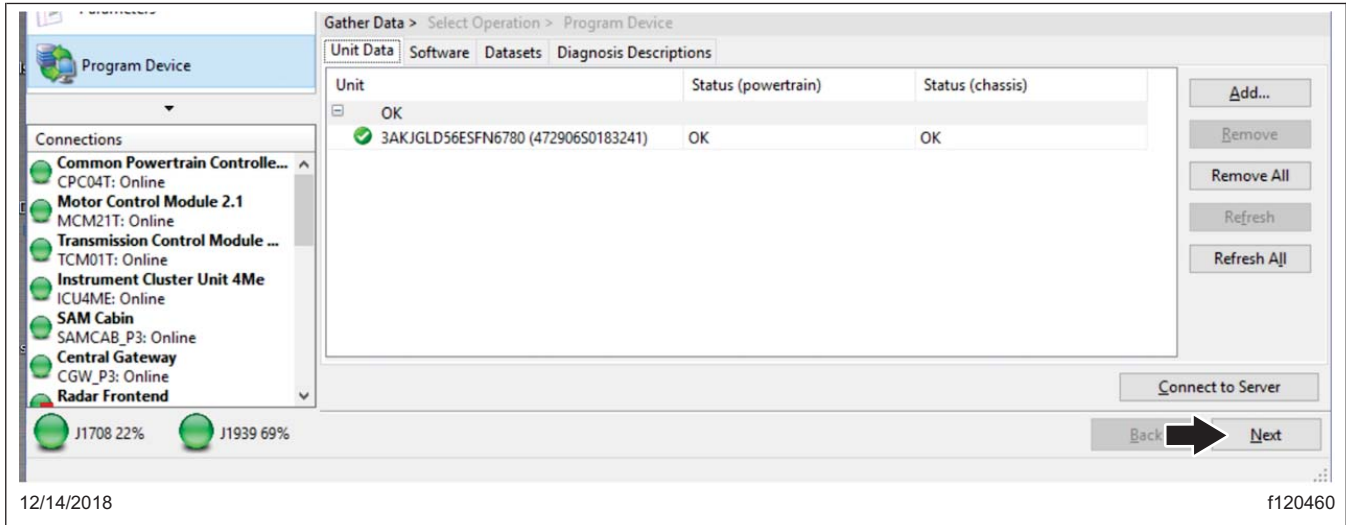 Gather Data > Select Operation > Program Device
Program Device
Unit Data Software Datasets Diagnosis Descriptions
Unit Status (powertrain) Status (chassis)
OK
3AKJGLD56ESFN6780 (472906S0183241) OK OK
Add...
Remove
Remove All
Refresh
Refresh All
Connections
Common Powertrain Controlle...
CPC04T: Online
Motor Control Module 2.1
MCM21T: Online
Transmission Control Module ...
TCM01T: Online
Instrument Cluster Unit 4Me
ICU4ME: Online
SAM Cabin
SAMCAB_P3: Online
Central Gateway
CGW_P3: Online
Radar Frontend
Connect to Server
J1708 22% J1939 69%
Back Next
12/14/2018 f120460